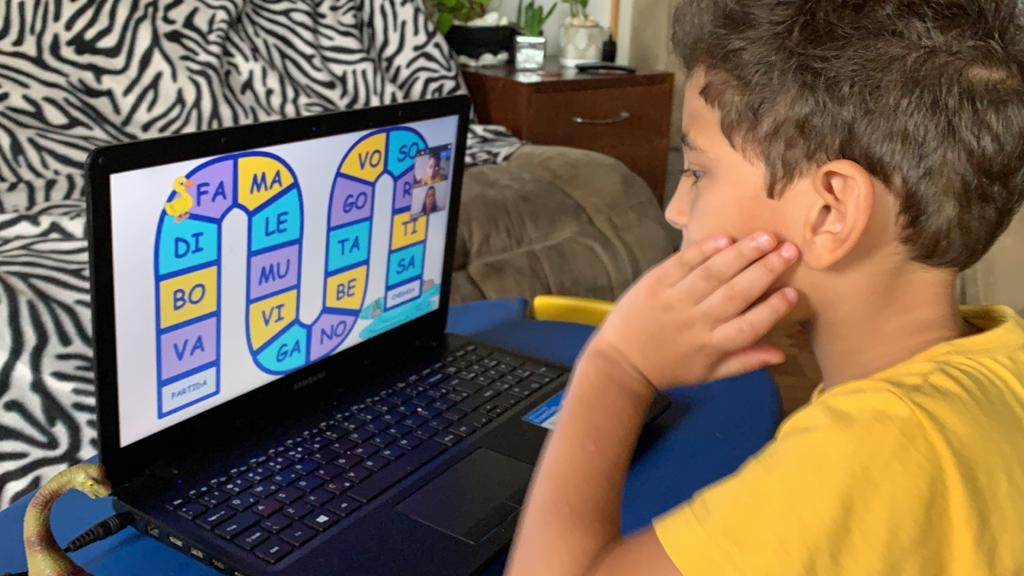 PARTIDA
VA
BO
DI
FA
MA
LE
MU
VI
GA
NO
BE
TA
GO
VO
SO
TI
SA
CHEGADA
SAMSUNG